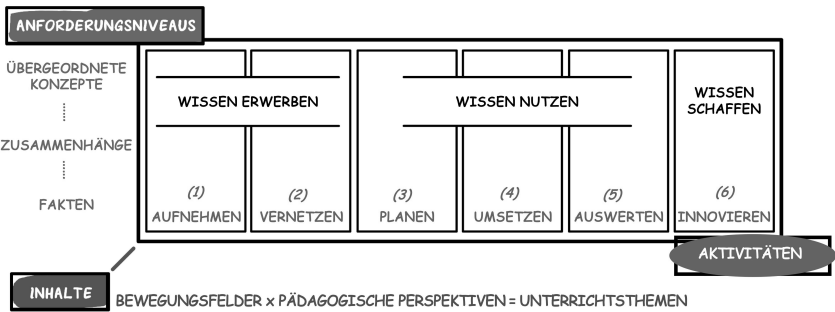 ANFORDERUNGSNIVEAUS
ÜBERGEORDNETE
KONZEPTE
ZUSAMMENHÄNGE
FAKTEN
WISSEN ERWERBEN
WISSEN NUTZEN
WISSEN
SCHAFFEN
(1) (2) (3) (4) (5) (6)
AUFNEHMEN VERNETZEN PLANEN UMSETZEN AUSWERTEN INNOVIEREN
AKTIVITÄTEN
INHALTE
BEWEGUNGSFELDER x PÄDAGOGISCHE PERSPEKTIVEN = UNTERRICHTSTHEMEN